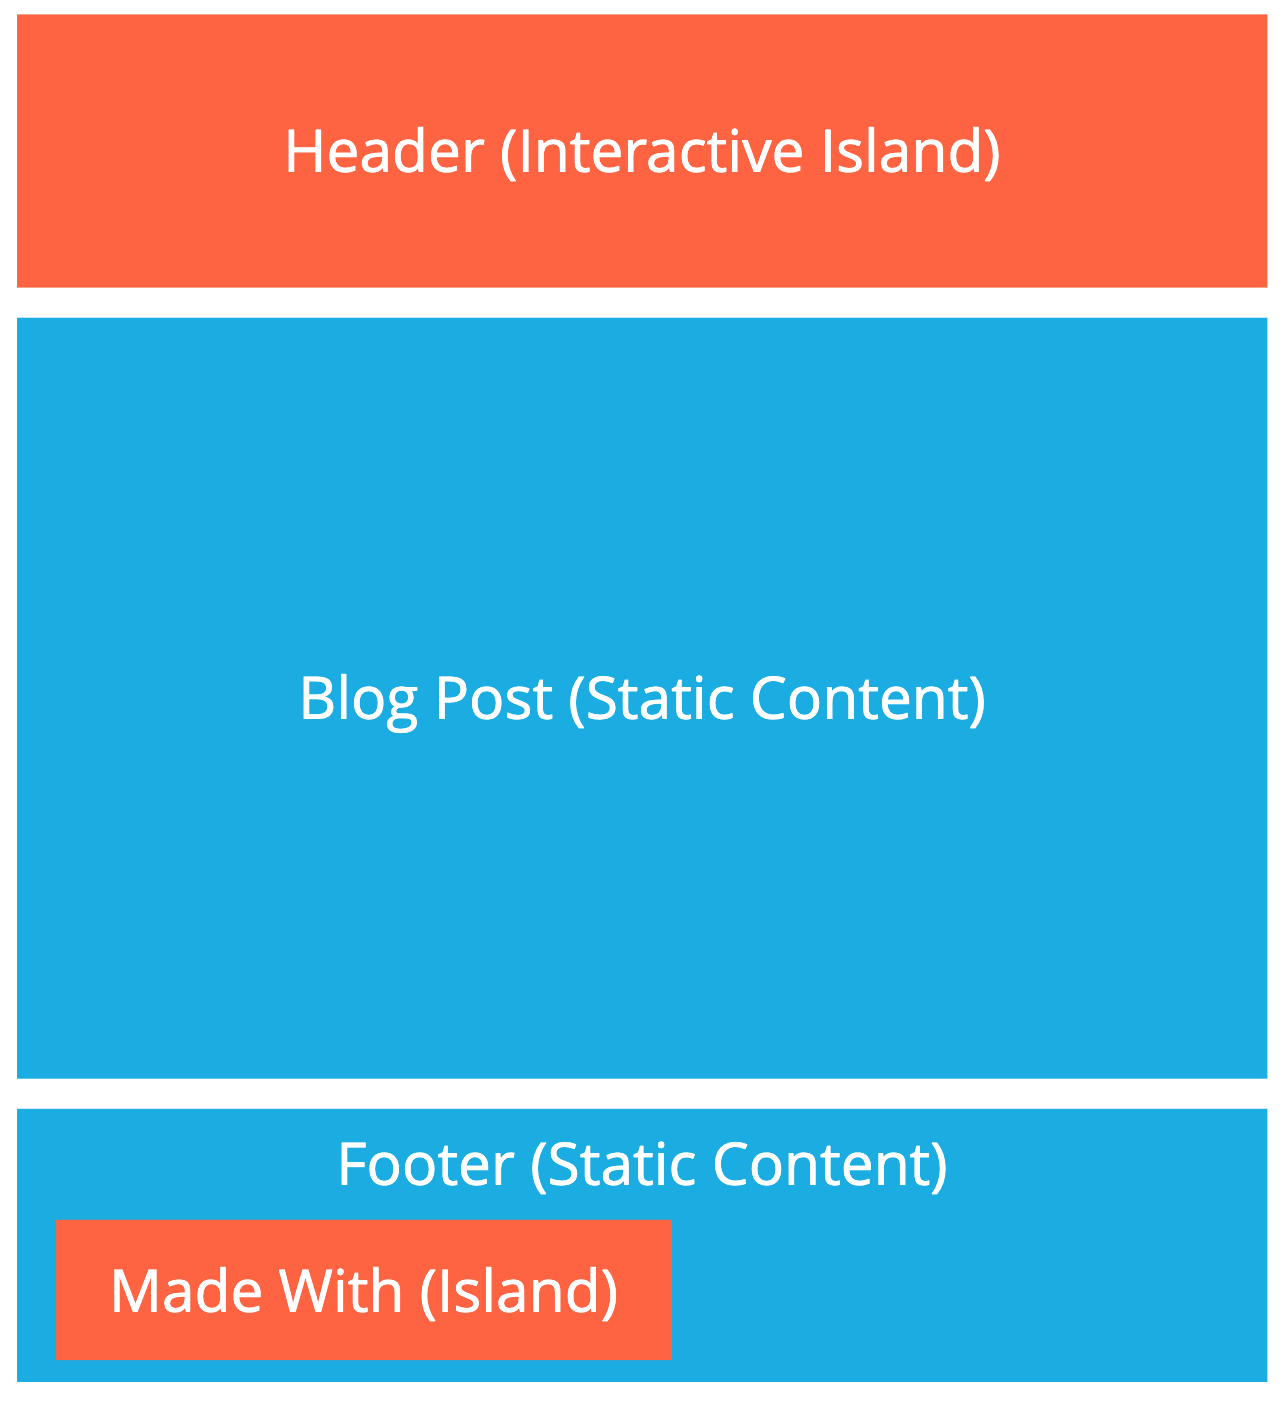 Header (Interactive Island)
Blog Post (Static Content)
Footer (Static Content)
Made With (Island)